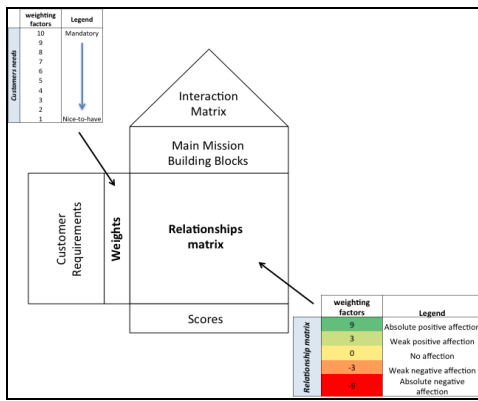 weighting factors Legend
Customers needs
10 Mandatory
9
8
7
6
5
4
3
2
1 Nice-to-have
Interaction
Matrix
Main Mission
Building Blocks
Customer
Requirements
Weights
Relationships
matrix
Scores
weighting
factors Legend
Relationship matrix
9 Absolute positive affection
3 Weak positive affection
0 No affection
-3 Weak negative affection
-9 Absolute negative
affection